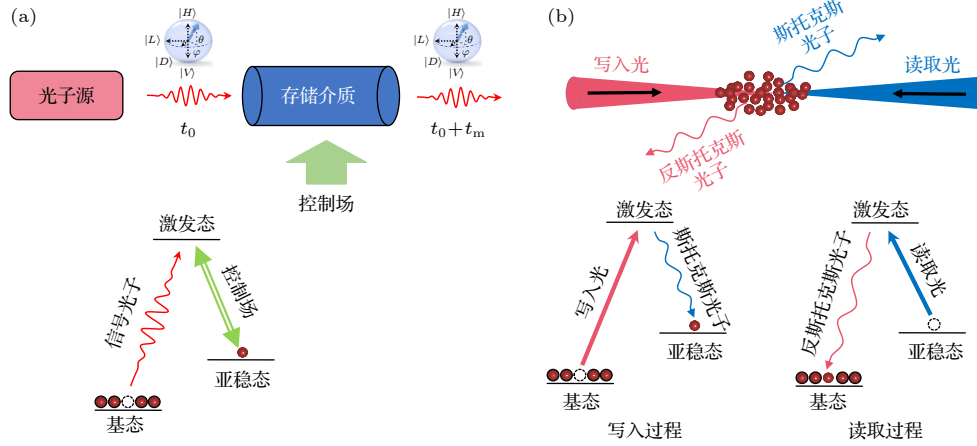 (a)
|H⟩
|L⟩
θ
φ
|D⟩
|V⟩
|H⟩
|L⟩
θ
φ
|D⟩
|V⟩
光子源
存储介质
t₀
t₀+tₘ
控制场
激发态
信号光子
控制场
亚稳态
基态
(b)
斯托克斯
光子
写入光
读取光
反斯托克斯
光子
激发态
写入光
斯托克斯光子
亚稳态
基态
写入过程
激发态
反斯托克斯光子
读取光
亚稳态
基态
读取过程